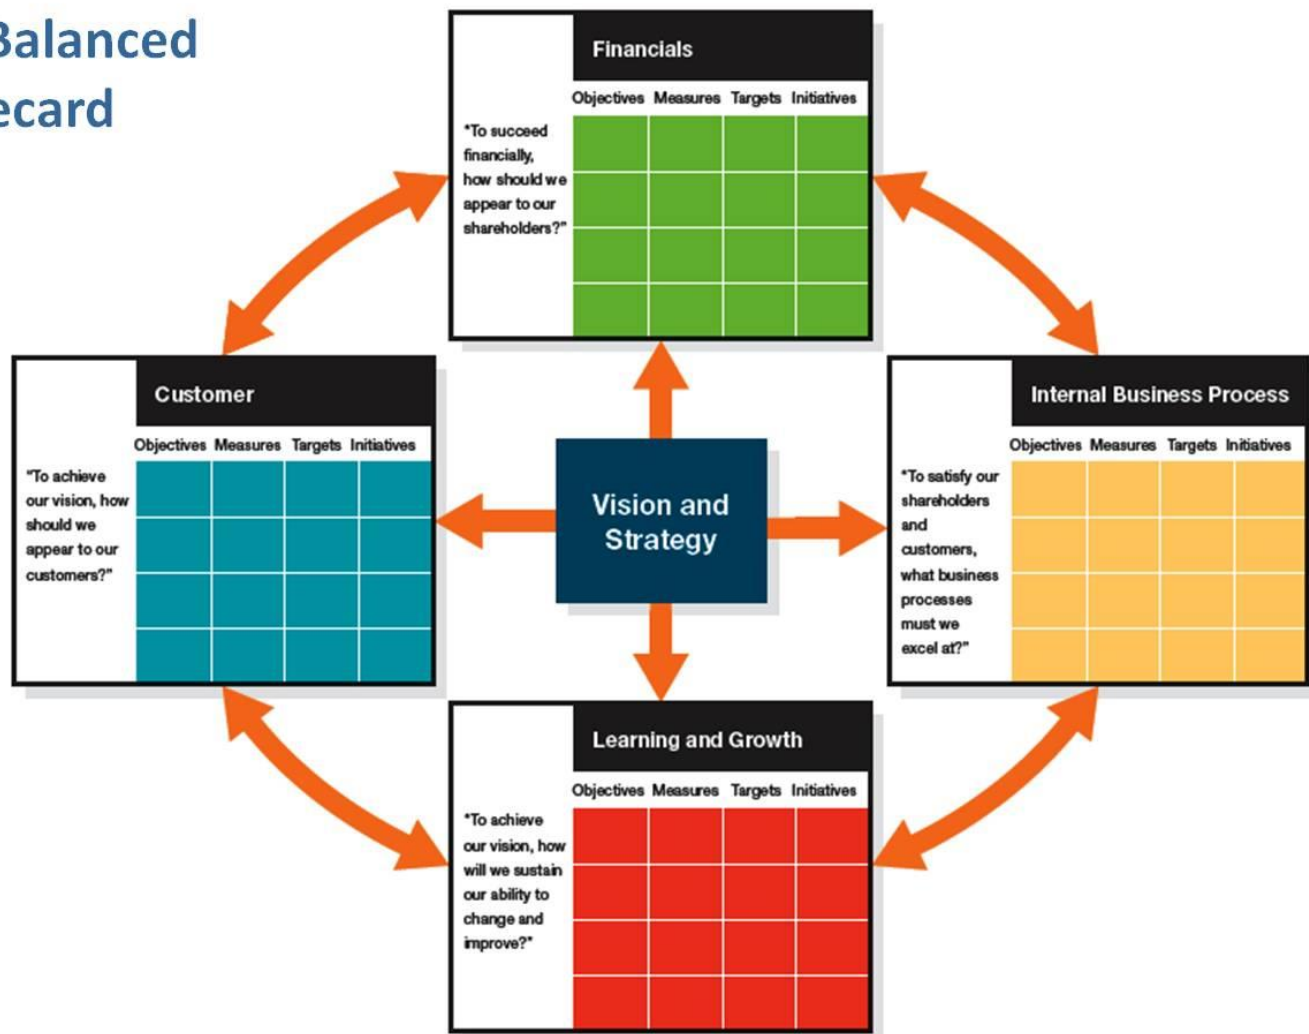 Balanced
ecard
Financials
Objectives Measures Targets Initiatives
"To succeed
financially,
how should we
appear to our
shareholders?"
Customer
Objectives Measures Targets Initiatives
"To achieve
our vision, how
should we
appear to our
customers?"
Vision and
Strategy
Internal Business Process
Objectives Measures Targets Initiatives
"To satisfy our
shareholders
and
customers,
what business
processes
must we
excel at?"
Learning and Growth
Objectives Measures Targets Initiatives
"To achieve
our vision, how
will we sustain
our ability to
change and
improve?"